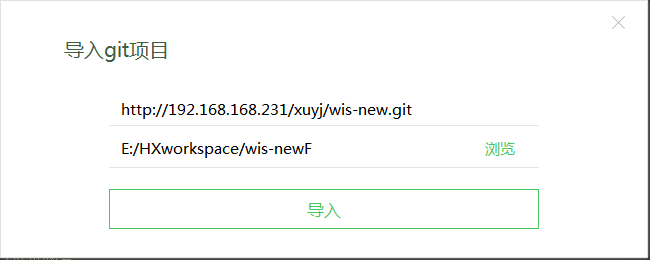 导入git项目
http://192.168.168.231/xuyj/wis-new.git
E:/HXworkspace/wis-newF 浏览
导入